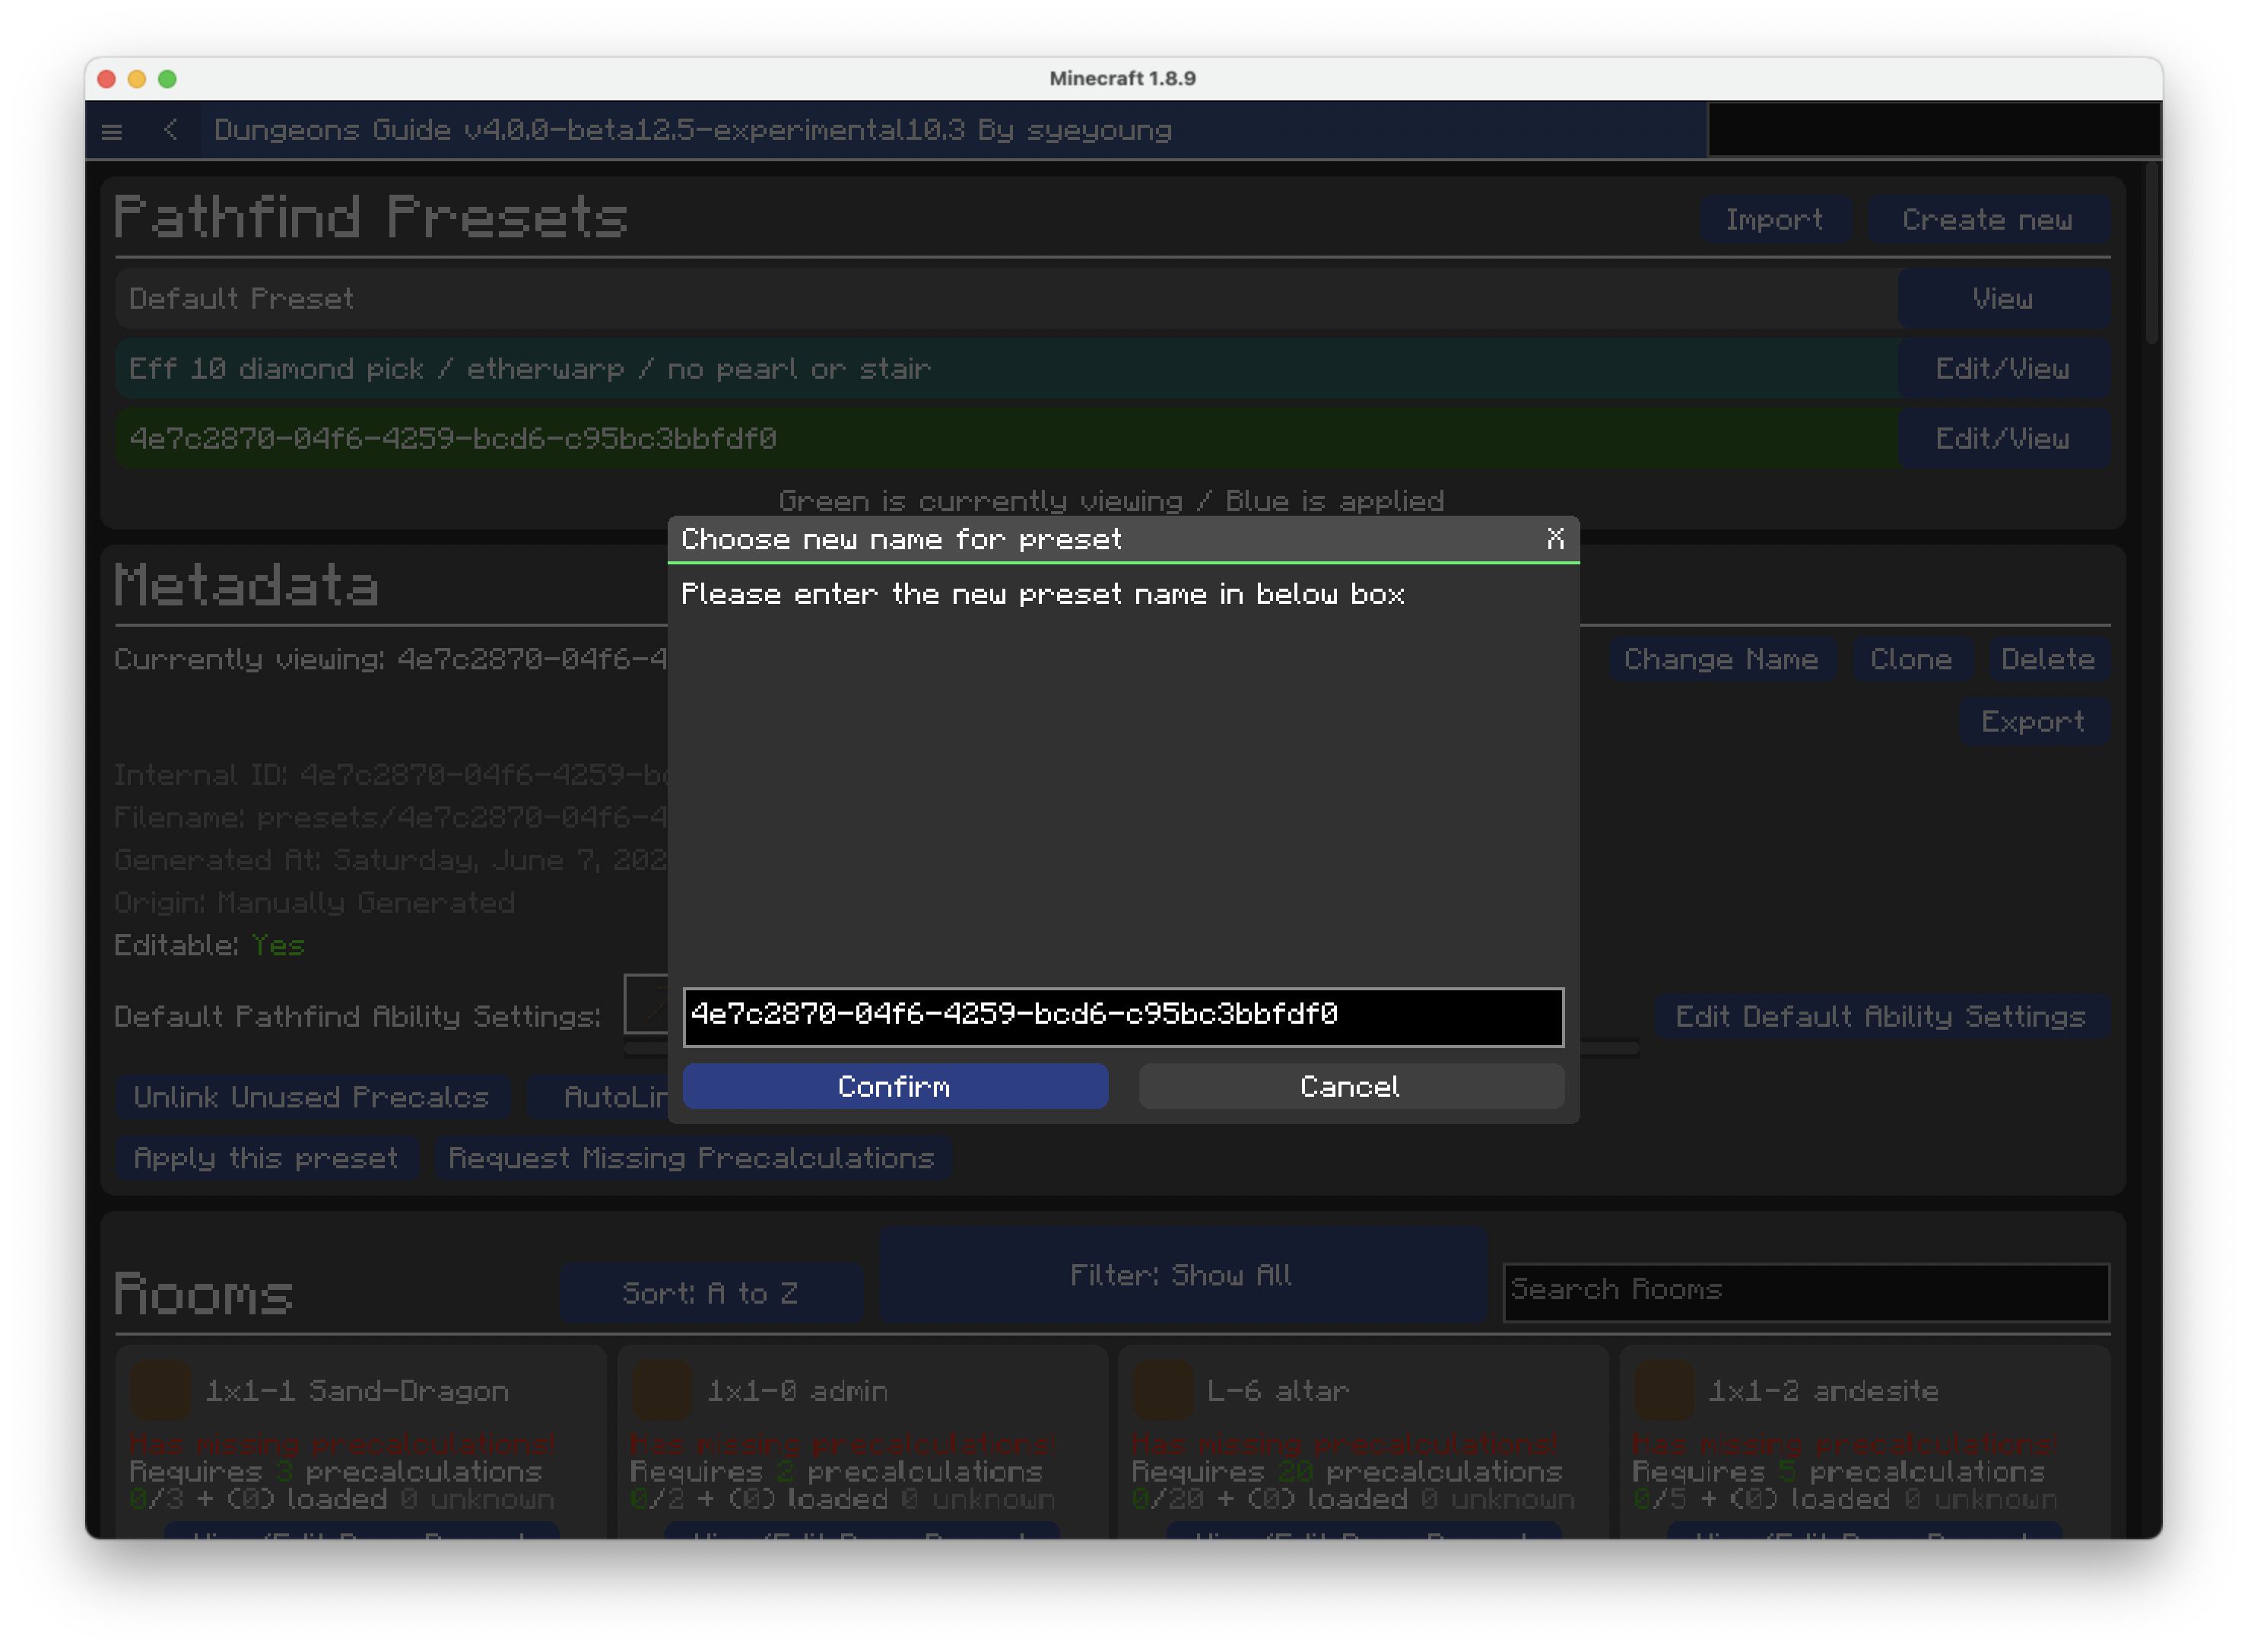 Minecraft 1.8.9
Dungeons Guide v4.0.0-beta12.5-experimental10.3 By syeyoung
Pathfind Presets
Import
Create new
Default Preset
View
Eff 10 diamond pick / etherwarp / no pearl or stair
Edit/View
4e7c2870-04f6-4259-bcd6-c95bc3bbfdf0
Edit/View
Green is currently viewing / Blue is applied
Choose new name for preset
X
Please enter the new preset name in below box
4e7c2870-04f6-4259-bcd6-c95bc3bbfdf0
Confirm
Cancel
Metadata
Currently viewing: 4e7c2870-04f6-4
Change Name
Clone
Delete
Export
Internal ID: 4e7c2870-04f6-4259-bc
Filename: presets/4e7c2870-04f6-4
Generated At: Saturday, June 7, 202
Origin: Manually Generated
Editable: Yes
Default Pathfind Ability Settings:
Edit Default Ability Settings
Unlink Unused Precalcs
AutoLin
Apply this preset
Request Missing Precalculations
Rooms
Sort: A to Z
Filter: Show All
Search Rooms
1x1-1 Sand-Dragon
Has missing precalculations!
Requires 3 precalculations
0/3 + (0) loaded 0 unknown
1x1-0 admin
Has missing precalculations!
Requires 2 precalculations
0/2 + (0) loaded 0 unknown
L-6 altar
Has missing precalculations!
Requires 20 precalculations
0/20 + (0) loaded 0 unknown
1x1-2 andesite
Has missing precalculations!
Requires 5 precalculations
0/5 + (0) loaded 0 unknown